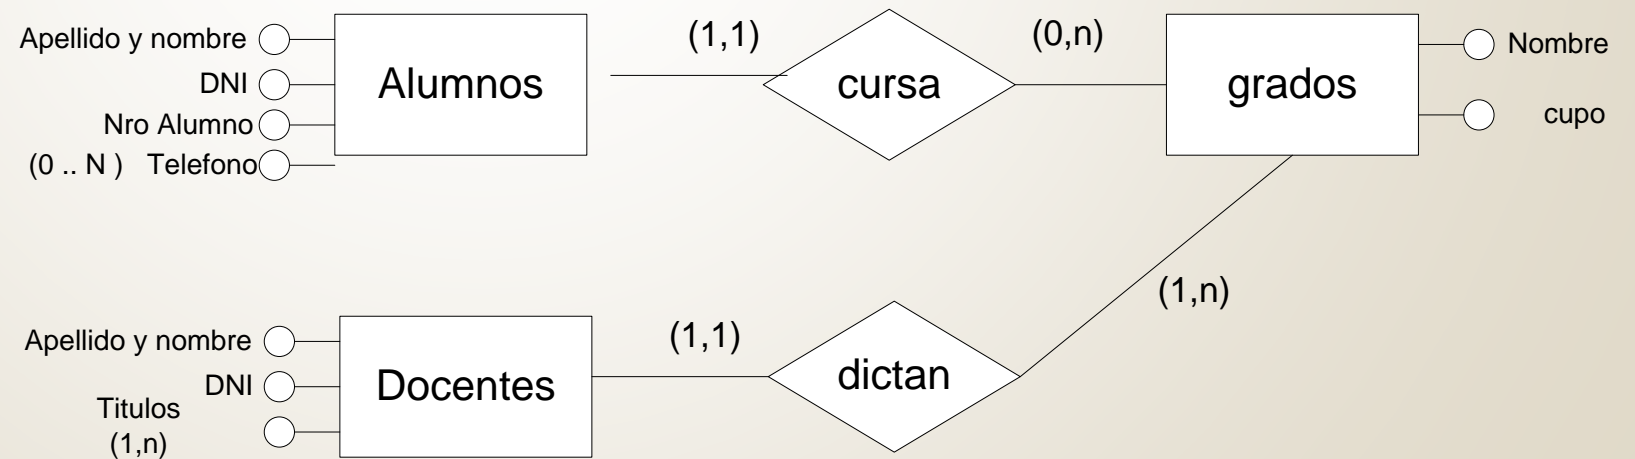 Apellido y nombre
DNI
Nro Alumno
(0 .. N ) Telefono
Alumnos
(1,1)
cursa
(0,n)
grados
Nombre
cupo
(1,n)
Apellido y nombre
DNI
Titulos
(1,n)
Docentes
(1,1)
dictan